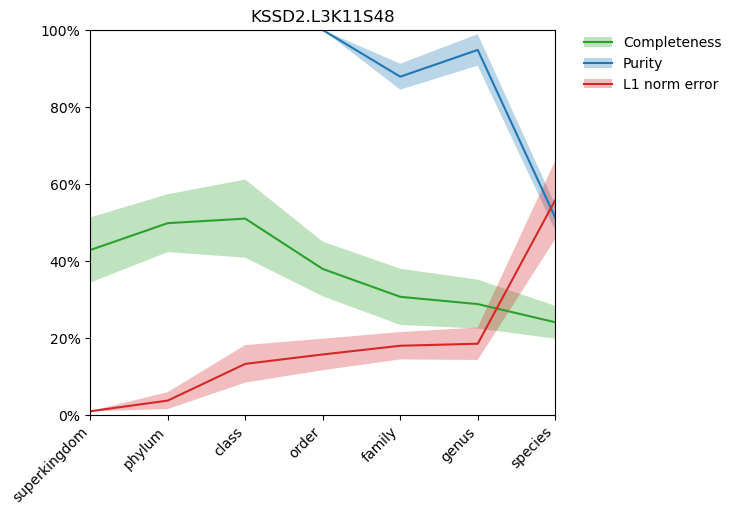 KSSD2.L3K11S48
100%
80%
60%
40%
20%
0%
superkingdom
phylum
class
order
family
genus
species
Completeness
Purity
L1 norm error